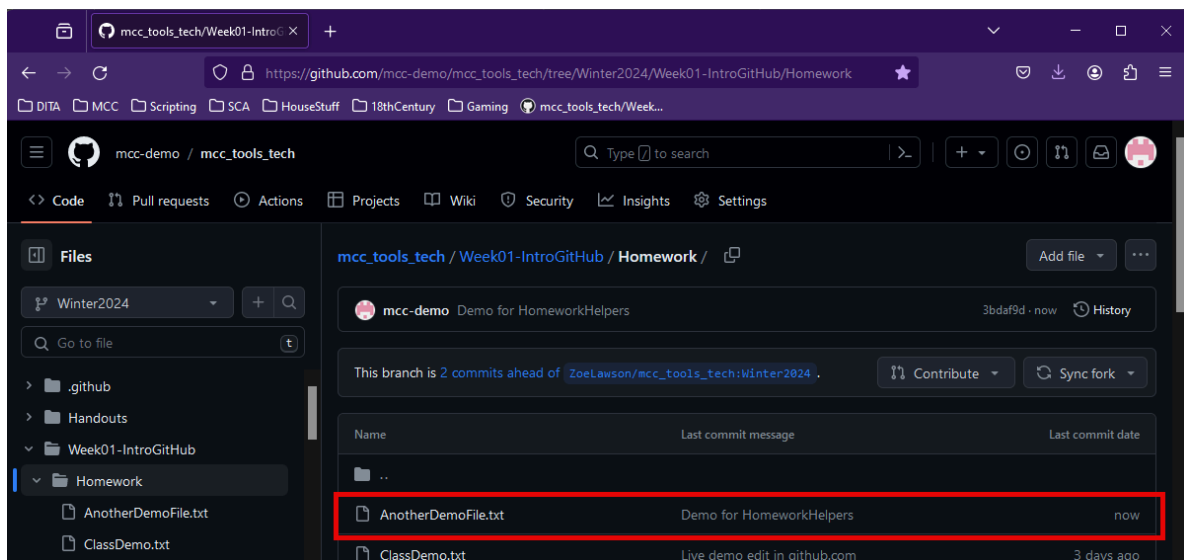 mcc_tools_tech/Week01-IntroG
https://github.com/mcc-demo/mcc_tools_tech/tree/Winter2024/Week01-IntroGitHub/Homework
DITA MCC Scripting SCA HouseStuff 18thCentury Gaming mcc_tools_tech/Week...
mcc-demo / mcc_tools_tech
Type / to search
Code Pull requests Actions Projects Wiki Security Insights Settings
Files
mcc_tools_tech / Week01-IntroGitHub / Homework /
Add file
Winter2024
mcc-demo Demo for HomeworkHelpers
3bdaf9d · now History
Go to file t
This branch is 2 commits ahead of ZoeLawson/mcc_tools_tech:Winter2024 .
Contribute Sync fork
.github
Handouts
Week01-IntroGitHub
Homework
AnotherDemoFile.txt
ClassDemo.txt
Name Last commit message Last commit date
..
AnotherDemoFile.txt Demo for HomeworkHelpers now
ClassDemo.txt Live demo edit in github.com 3 days ago